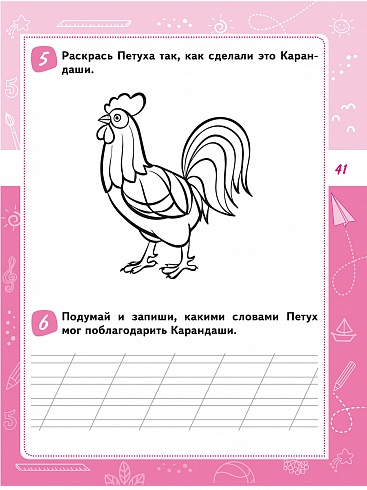 5 Раскрась Петуха так, как сделали это Каран-
даши.
41
6 Подумай и запиши, какими словами Петух
мог поблагодарить Карандаши.